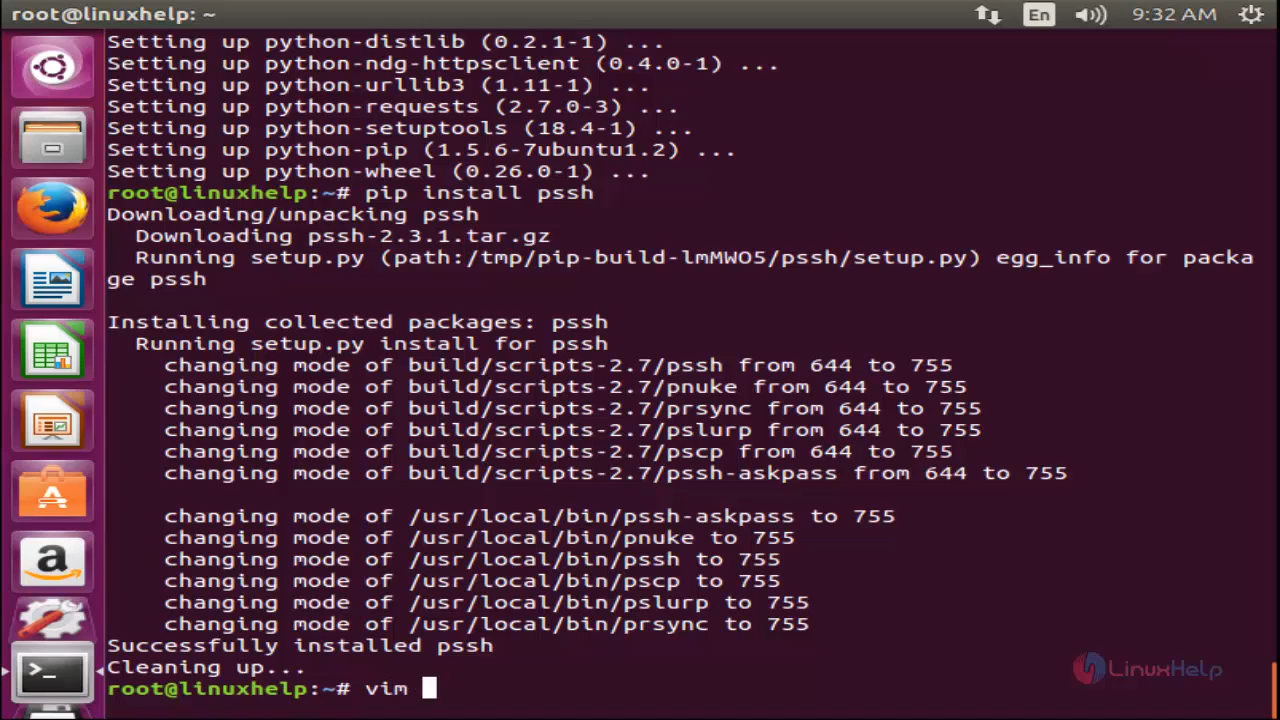 root@linuxhelp: ~
En
9:32 AM
Setting up python-distlib (0.2.1-1) ...
Setting up python-ndg-httpsclient (0.4.0-1) ...
Setting up python-urllib3 (1.11-1) ...
Setting up python-requests (2.7.0-3) ...
Setting up python-setuptools (18.4-1) ...
Setting up python-pip (1.5.6-7ubuntu1.2) ...
Setting up python-wheel (0.26.0-1) ...
root@linuxhelp:~# pip install pssh
Downloading/unpacking pssh
  Downloading pssh-2.3.1.tar.gz
  Running setup.py (path:/tmp/pip-build-lmMWO5/pssh/setup.py) egg_info for packa
ge pssh

Installing collected packages: pssh
  Running setup.py install for pssh
    changing mode of build/scripts-2.7/pssh from 644 to 755
    changing mode of build/scripts-2.7/pnuke from 644 to 755
    changing mode of build/scripts-2.7/prsync from 644 to 755
    changing mode of build/scripts-2.7/pslurp from 644 to 755
    changing mode of build/scripts-2.7/pscp from 644 to 755
    changing mode of build/scripts-2.7/pssh-askpass from 644 to 755

    changing mode of /usr/local/bin/pssh-askpass to 755
    changing mode of /usr/local/bin/pnuke to 755
    changing mode of /usr/local/bin/pssh to 755
    changing mode of /usr/local/bin/pscp to 755
    changing mode of /usr/local/bin/pslurp to 755
    changing mode of /usr/local/bin/prsync to 755
Successfully installed pssh
Cleaning up...
root@linuxhelp:~# vim
LinuxHelp